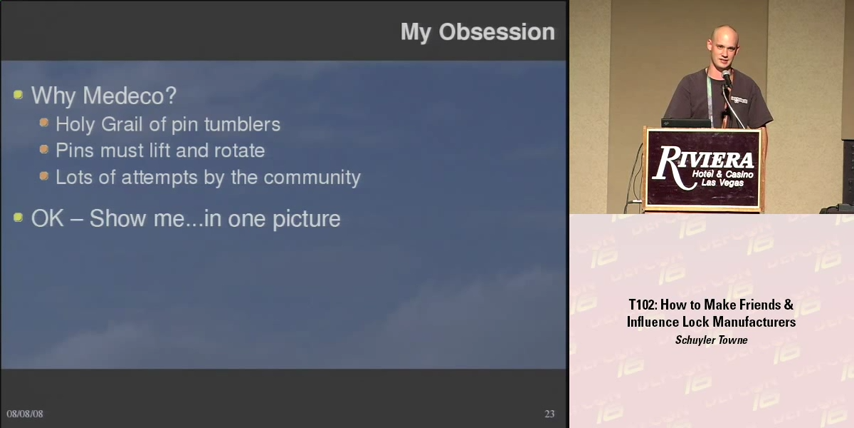 My Obsession
Why Medeco?
Holy Grail of pin tumblers
Pins must lift and rotate
Lots of attempts by the community
OK – Show me...in one picture
08/08/08
23
RIVIERA
Hotel & Casino
Las Vegas
T102: How to Make Friends &
Influence Lock Manufacturers
Schuyler Towne